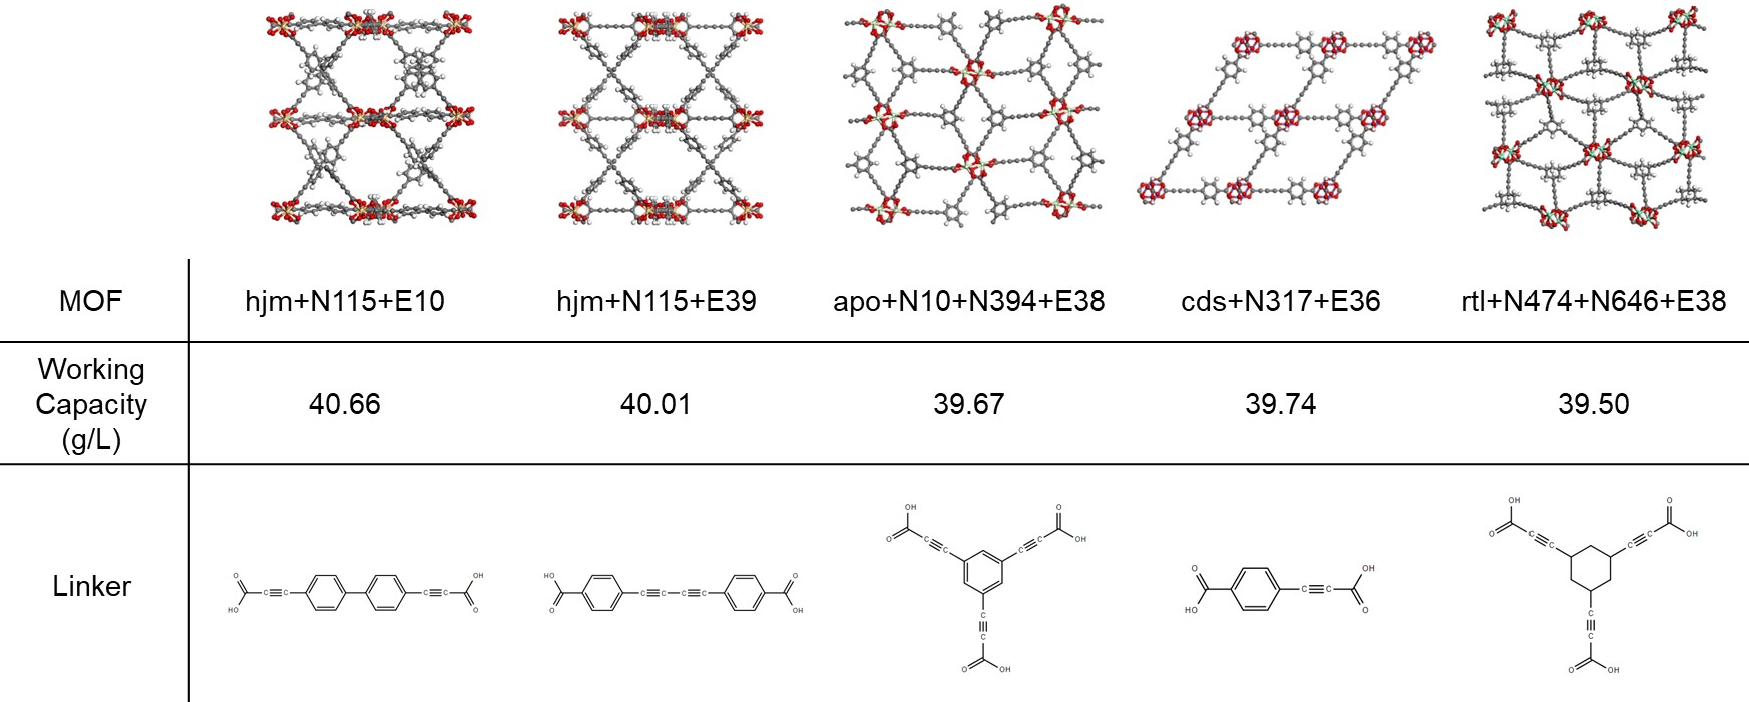 MOF
hjm+N115+E10
hjm+N115+E39
apo+N10+N394+E38
cds+N317+E36
rtl+N474+N646+E38
Working
Capacity
(g/L)
40.66
40.01
39.67
39.74
39.50
Linker
O
HO
C
C
C
C
OH
O
HO
O
C
C
C
C
O
OH
OH
O
C
C
C
C
O
OH
C
C
O
OH
O
HO
C
C
OH
O
OH
O
C
C
C
C
O
OH
C
C
O
OH